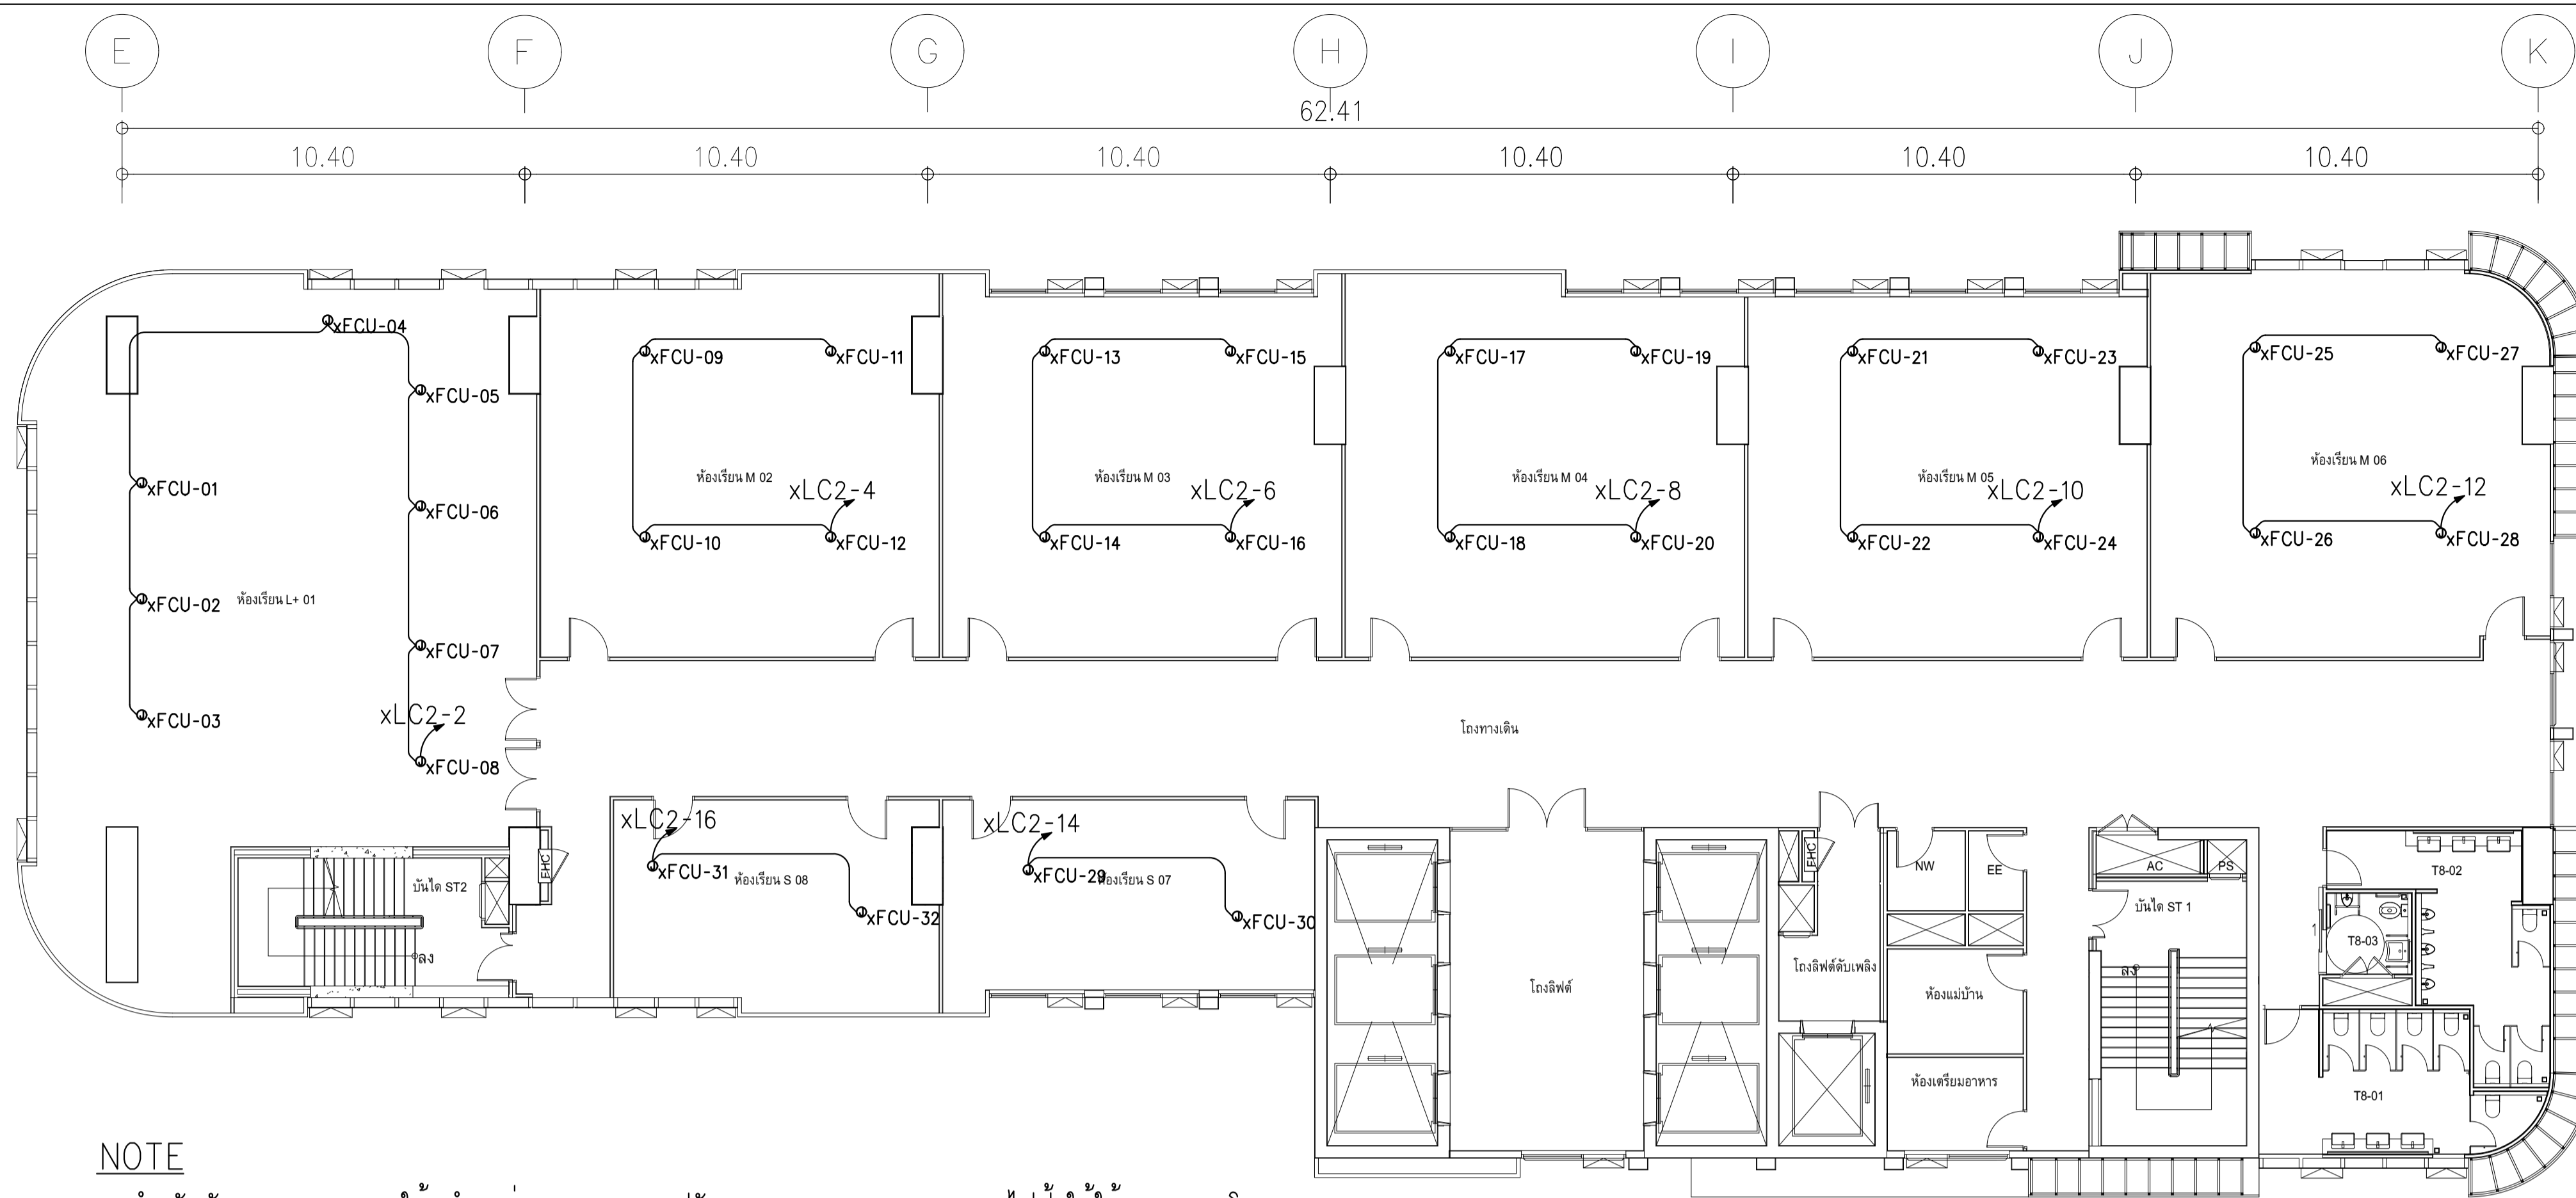 E F G H I J K
62.41
10.40 10.40 10.40 10.40 10.40 10.40
xFCU-04
xFCU-05
xFCU-01
xFCU-06
xFCU-02
ห้องเรียน L+ 01
xFCU-07
xFCU-03
xLC2-2
xFCU-08
xFCU-09 xFCU-11
ห้องเรียน M 02
xLC2-4
xFCU-10 xFCU-12
xFCU-13 xFCU-15
ห้องเรียน M 03
xLC2-6
xFCU-14 xFCU-16
xFCU-17 xFCU-19
ห้องเรียน M 04
xLC2-8
xFCU-18 xFCU-20
xFCU-21 xFCU-23
ห้องเรียน M 05
xLC2-10
xFCU-22 xFCU-24
xFCU-25 xFCU-27
ห้องเรียน M 06
xLC2-12
xFCU-26 xFCU-28
โถงทางเดิน
xLC2-16
xFCU-31
ห้องเรียน S 08
xFCU-32
xLC2-14
xFCU-29
ห้องเรียน S 07
xFCU-30
บันได ST2
FHC
ลง
โถงลิฟต์
FHC
โถงลิฟต์ดับเพลิง
NW
EE
ห้องแม่บ้าน
ห้องเตรียมอาหาร
AC
PS
บันได ST 1
ลง
T8-02
1
T8-03
T8-01
NOTE